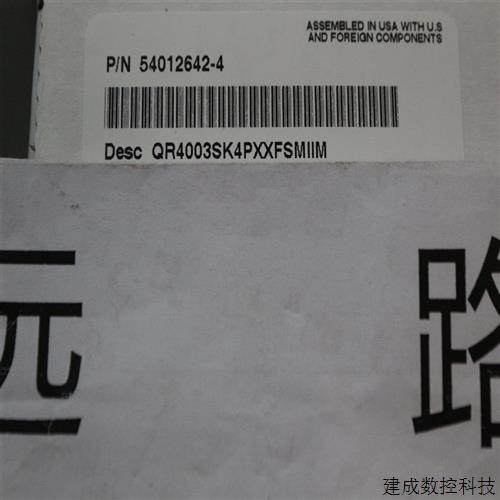 ASSEMBLED IN USA WITH U.S
AND FOREIGN COMPONENTS
P/N 54012642-4
Desc QR4003SK4PXXFSMIIM
远 路
建成数控科技